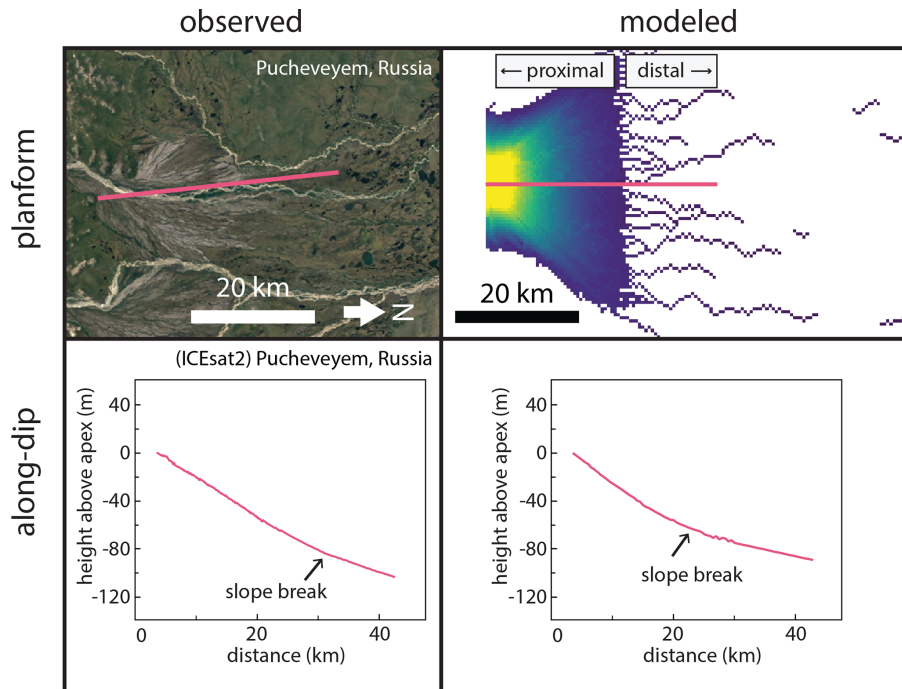 observed
modeled
planform
Pucheveyem, Russia
20 km
N
← proximal
distal →
20 km
along-dip
(ICEsat2) Pucheveyem, Russia
height above apex (m)
40
0
-40
-80
-120
slope break
0
20
40
distance (km)
height above apex (m)
40
0
-40
-80
-120
slope break
0
20
40
distance (km)